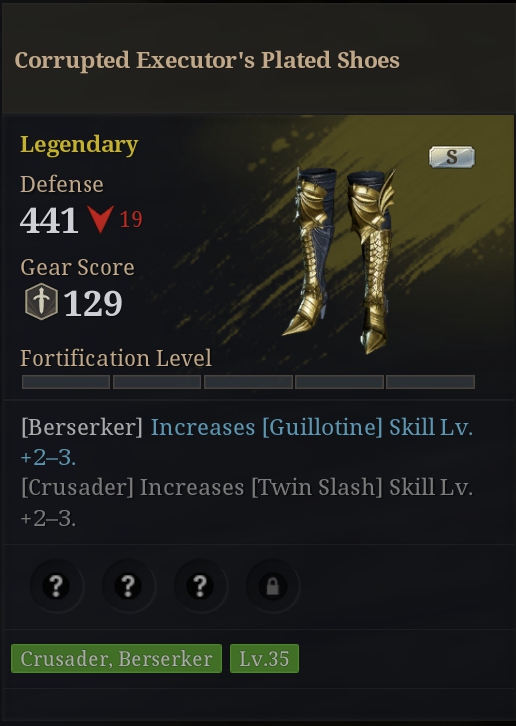 Corrupted Executor's Plated Shoes
Legendary
S
Defense
441 19
Gear Score
129
Fortification Level
[Berserker] Increases [Guillotine] Skill Lv.
+2–3.
[Crusader] Increases [Twin Slash] Skill Lv.
+2–3.
? ? ?
Crusader, Berserker Lv.35